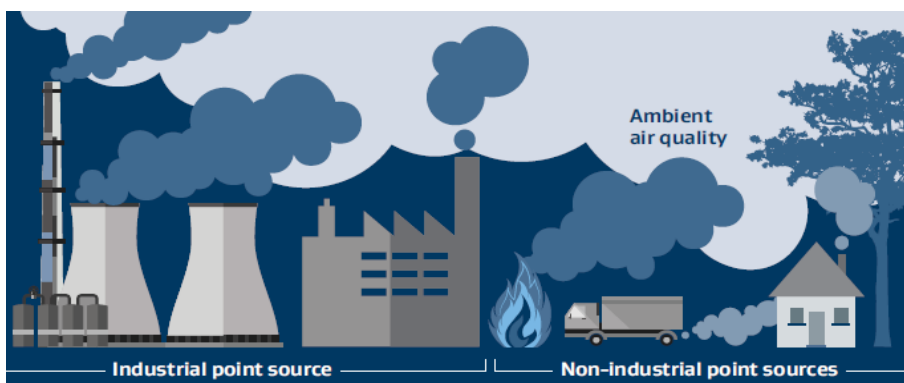 Ambient
air quality
Industrial point source
Non-industrial point sources